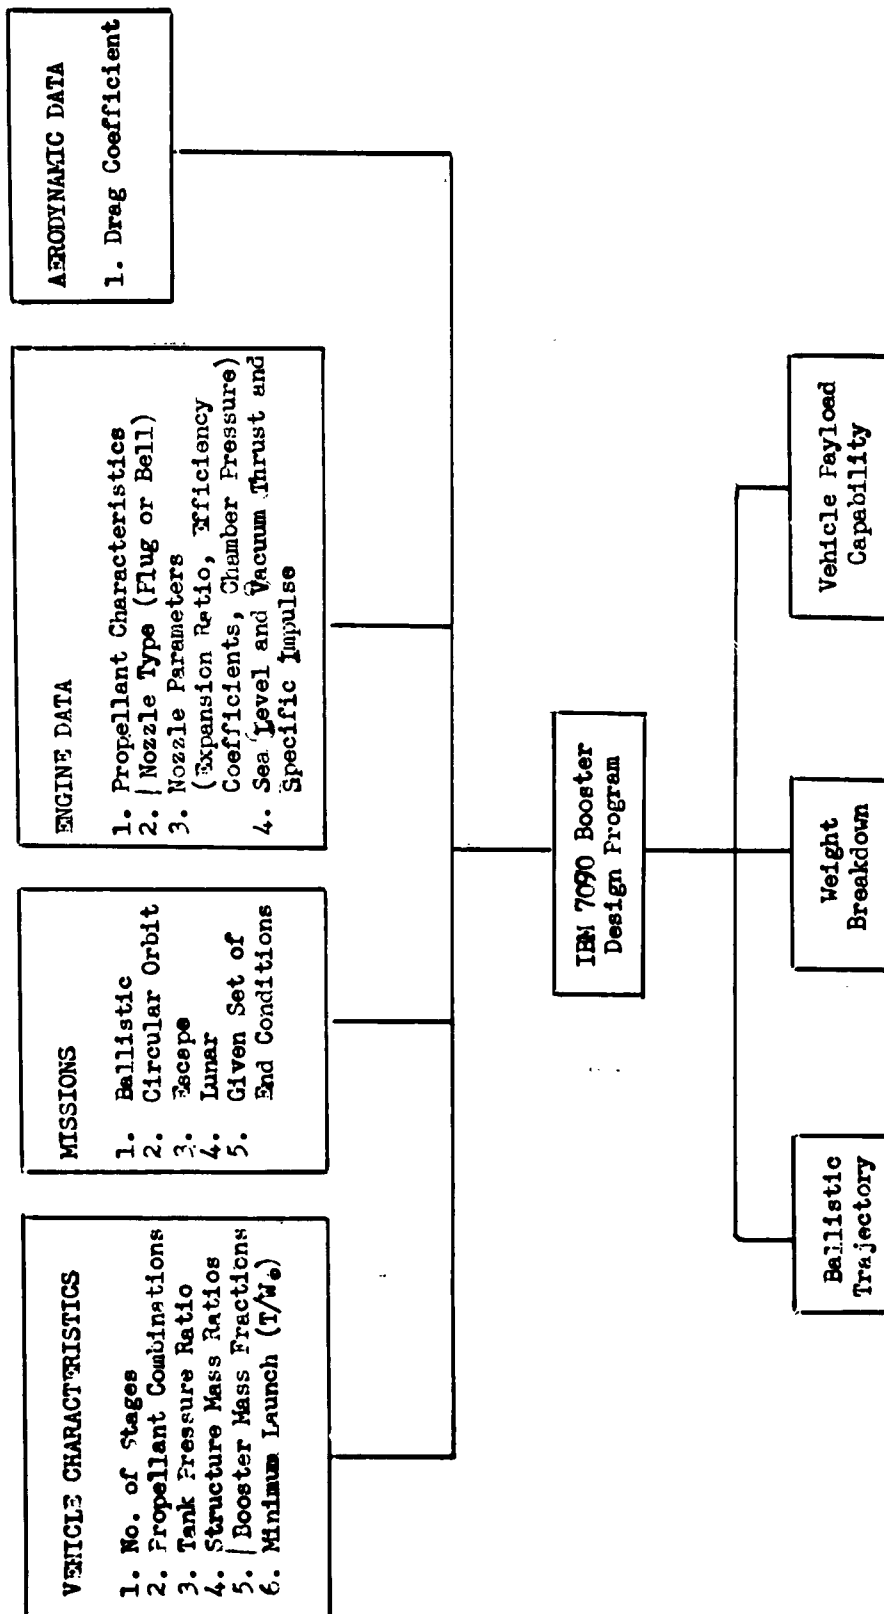 VEHICLE CHARACTERISTICS
1. No. of Stages
2. Propellant Combinations
3. Tank Pressure Ratio
4. Structure Mass Ratios
5. Booster Mass Fractions
6. Minimum Launch (T/Wo)
MISSIONS
1. Ballistic
2. Circular Orbit
3. Escape
4. Lunar
5. Given Set of
End Conditions
ENGINE DATA
1. Propellant Characteristics
2. Nozzle Type (Plug or Bell)
3. Nozzle Parameters
(Expansion Ratio, Efficiency
Coefficients, Chamber Pressure)
4. Sea Level and Vacuum Thrust and
Specific Impulse
AERODYNAMIC DATA
1. Drag Coefficient
IBM 7090 Booster
Design Program
Ballistic
Trajectory
Weight
Breakdown
Vehicle Payload
Capability